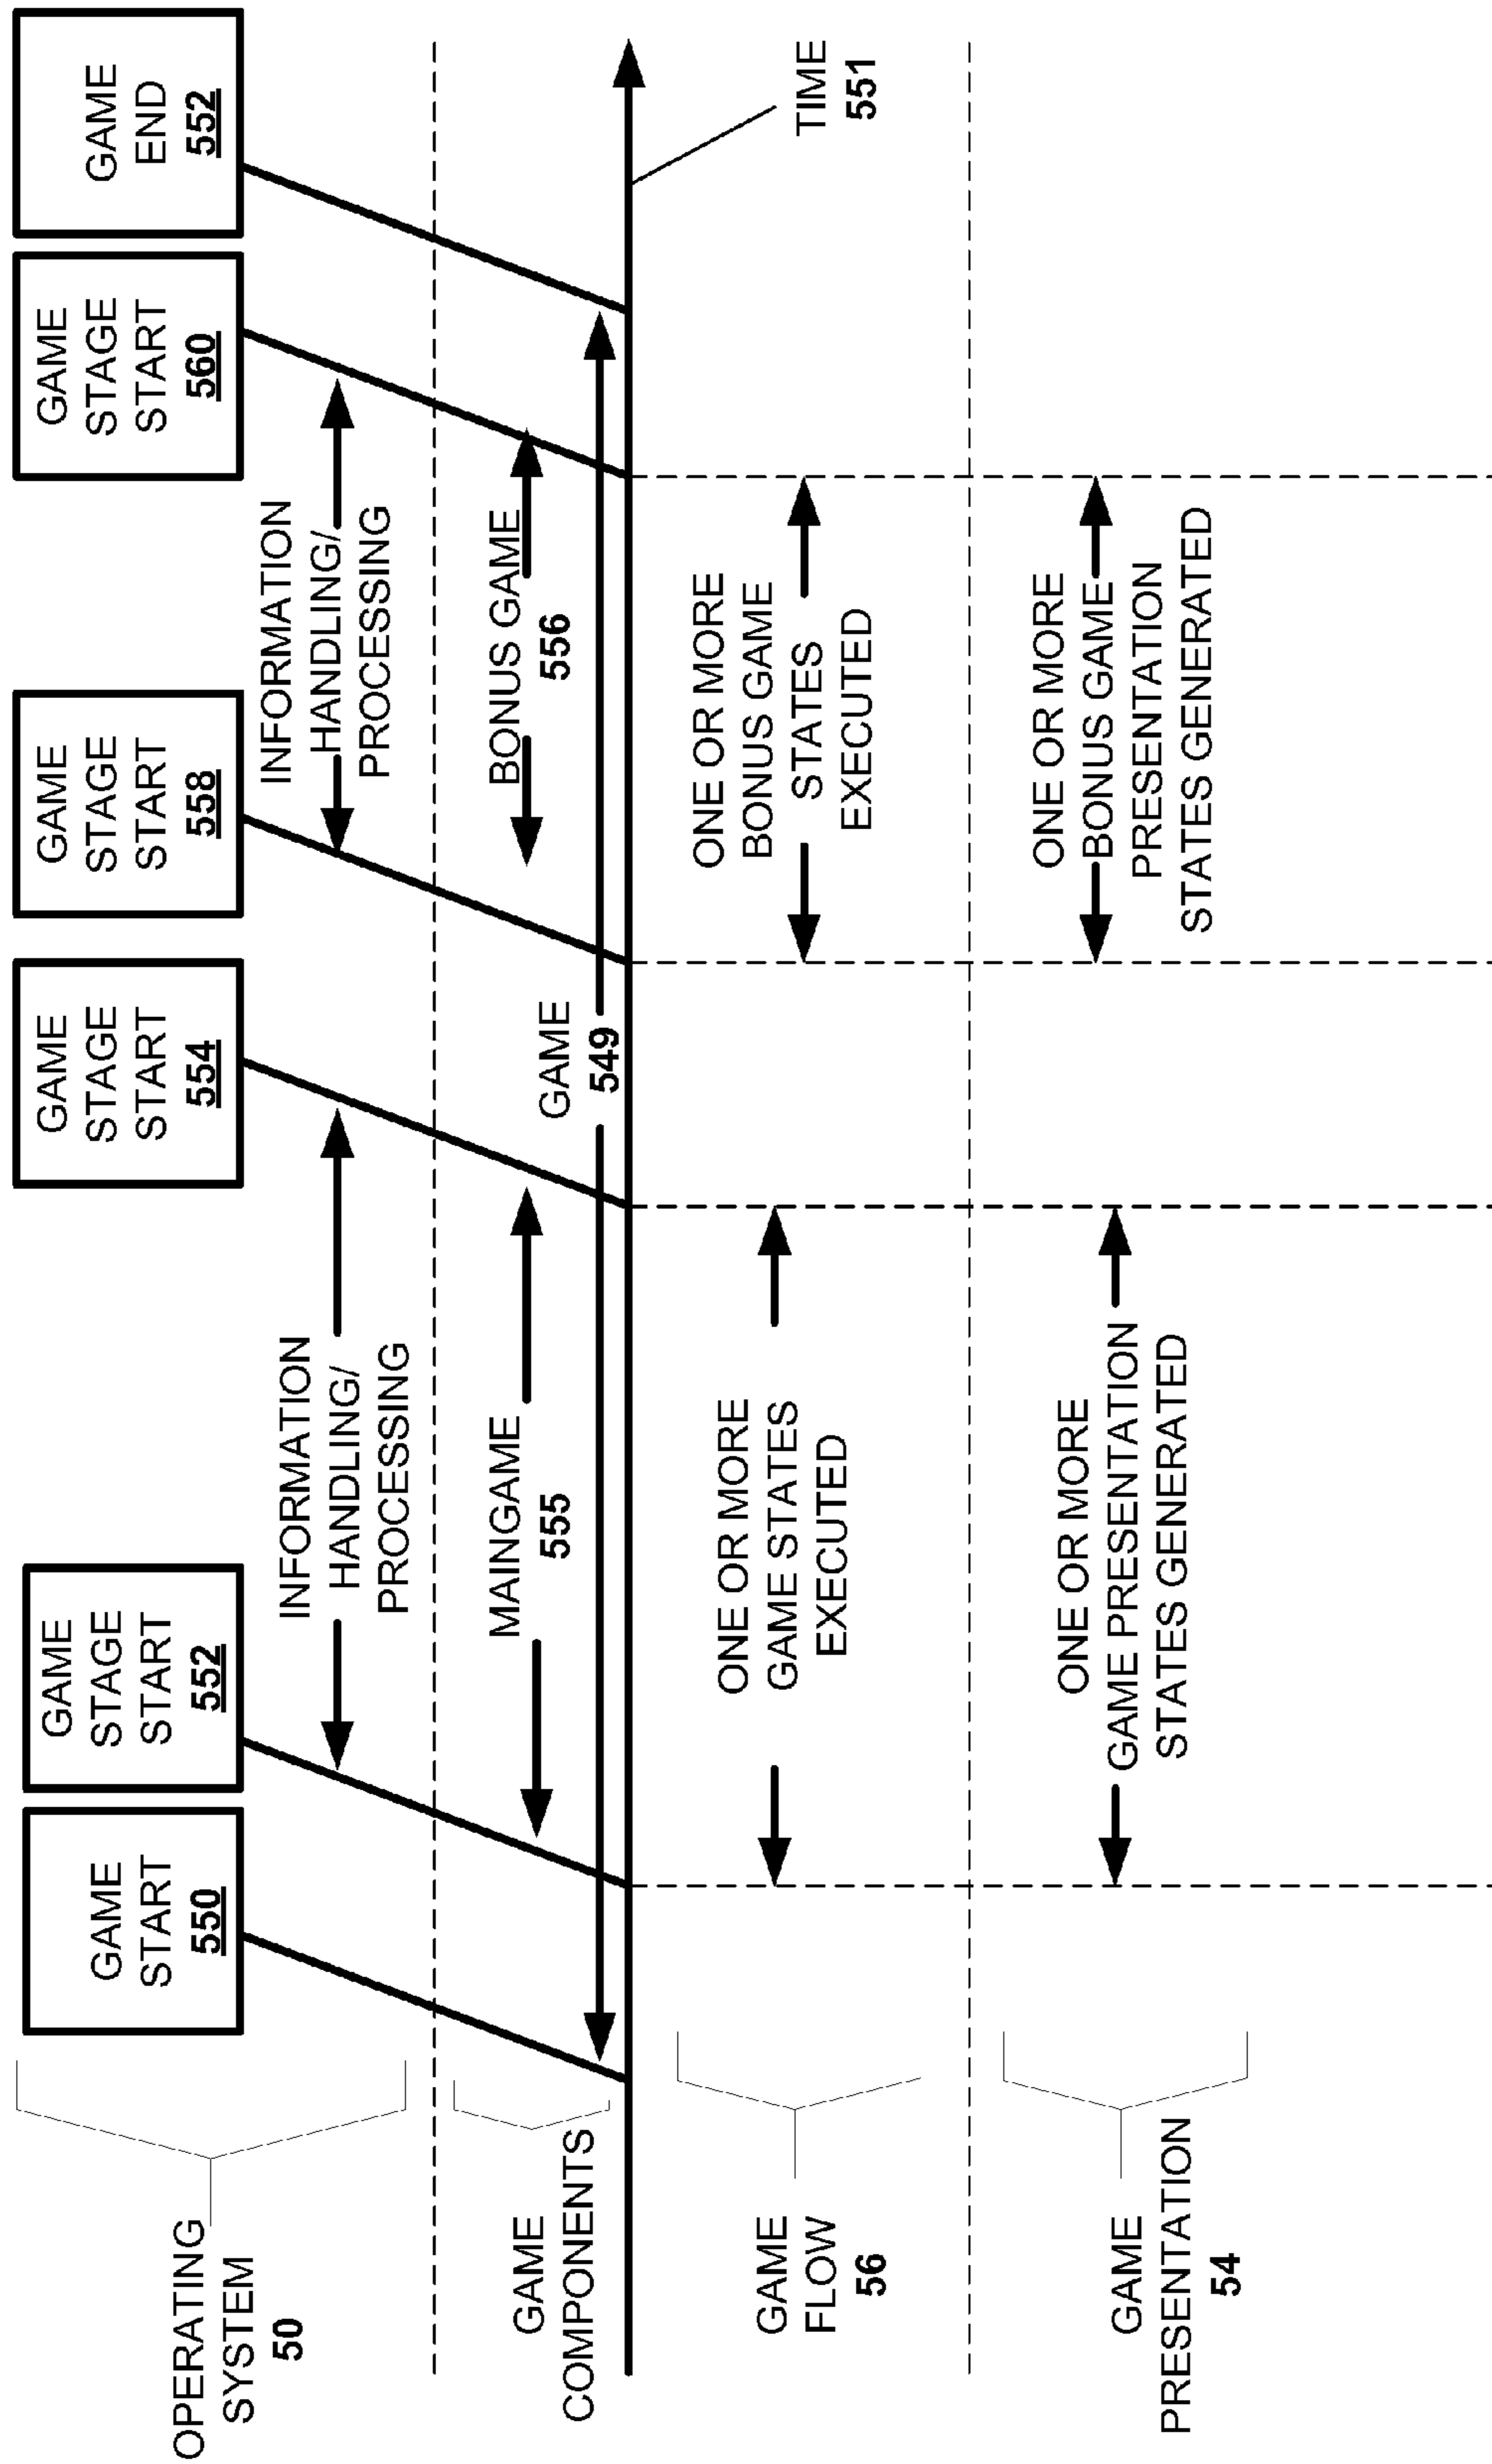 OPERATING
SYSTEM
50
GAME
START
550
GAME
STAGE
START
552
GAME
STAGE
START
554
GAME
STAGE
START
558
GAME
STAGE
START
560
GAME
END
552
INFORMATION
HANDLING/
PROCESSING
INFORMATION
HANDLING/
PROCESSING
GAME
COMPONENTS
MAINGAME
555
BONUS GAME
556
GAME
549
TIME
551
GAME
FLOW
56
ONE OR MORE
GAME STATES
EXECUTED
ONE OR MORE
BONUS GAME
STATES
EXECUTED
GAME
PRESENTATION
54
ONE OR MORE
GAME PRESENTATION
STATES GENERATED
ONE OR MORE
BONUS GAME
PRESENTATION
STATES GENERATED